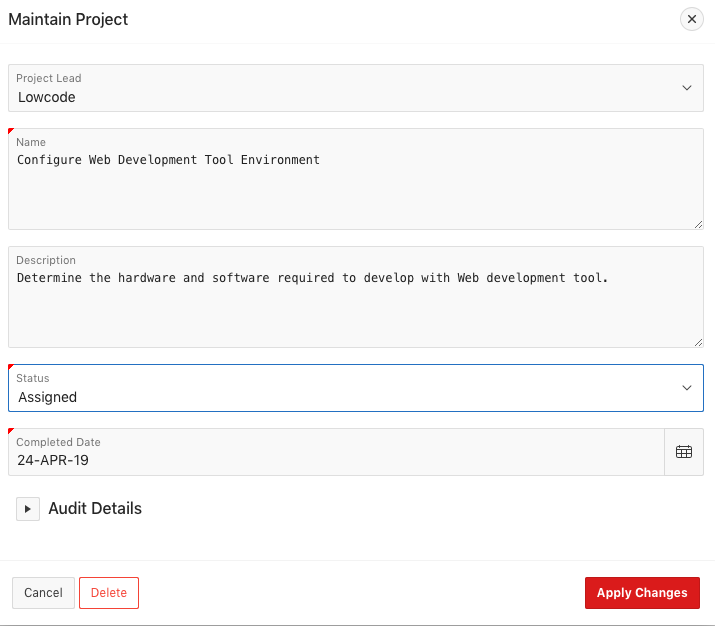 Maintain Project
Project Lead
Lowcode
Name
Configure Web Development Tool Environment
Description
Determine the hardware and software required to develop with Web development tool.
Status
Assigned
Completed Date
24-APR-19
Audit Details
Cancel
Delete
Apply Changes